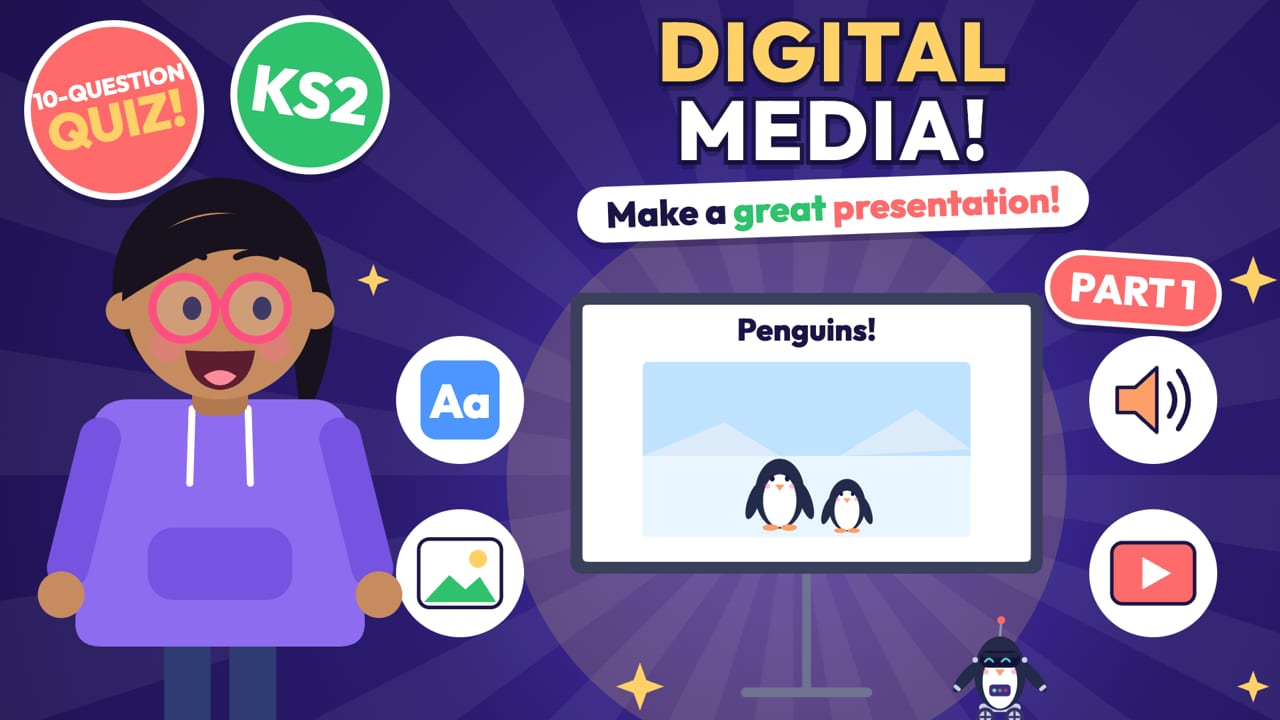 10-QUESTION
QUIZ!
KS2
DIGITAL
MEDIA!
Make a great presentation!
PART 1
Penguins!
Aa